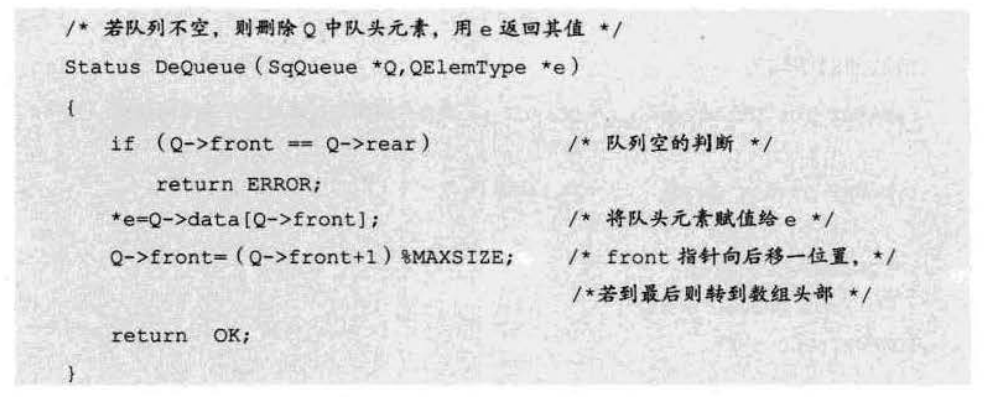 /* 若队列不空，则删除 Q 中队头元素，用 e 返回其值 */
Status DeQueue(SqQueue *Q,QElemType *e)
{
if (Q->front == Q->rear) /* 队列空的判断 */
return ERROR;
*e=Q->data[Q->front]; /* 将队头元素赋值给 e */
Q->front=(Q->front+1)%MAXSIZE; /* front 指针向后移一位置，*/
/*若到最后则转到数组头部 */
return OK;
}